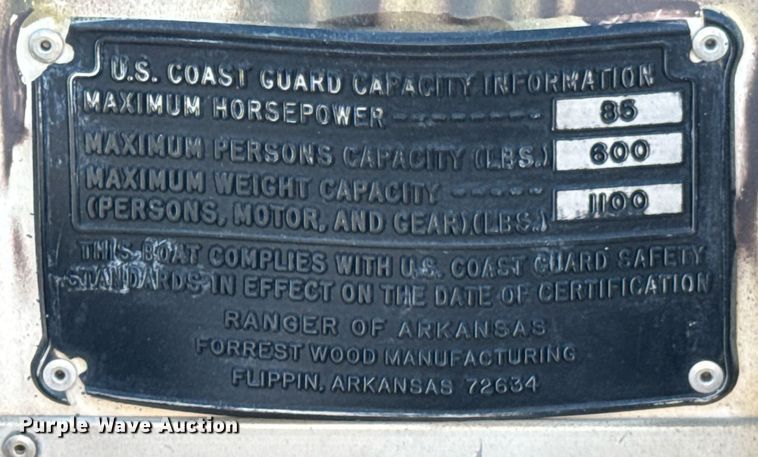 U.S. COAST GUARD CAPACITY INFORMATION
MAXIMUM HORSEPOWER --------- 85
MAXIMUM PERSONS CAPACITY (LBS.) 600
MAXIMUM WEIGHT CAPACITY ------ 1100
(PERSONS, MOTOR, AND GEAR) (LBS.)
THIS BOAT COMPLIES WITH U.S. COAST GUARD SAFETY
STANDARDS IN EFFECT ON THE DATE OF CERTIFICATION
RANGER OF ARKANSAS
FORREST WOOD MANUFACTURING
FLIPPIN, ARKANSAS 72634
Purple Wave Auction